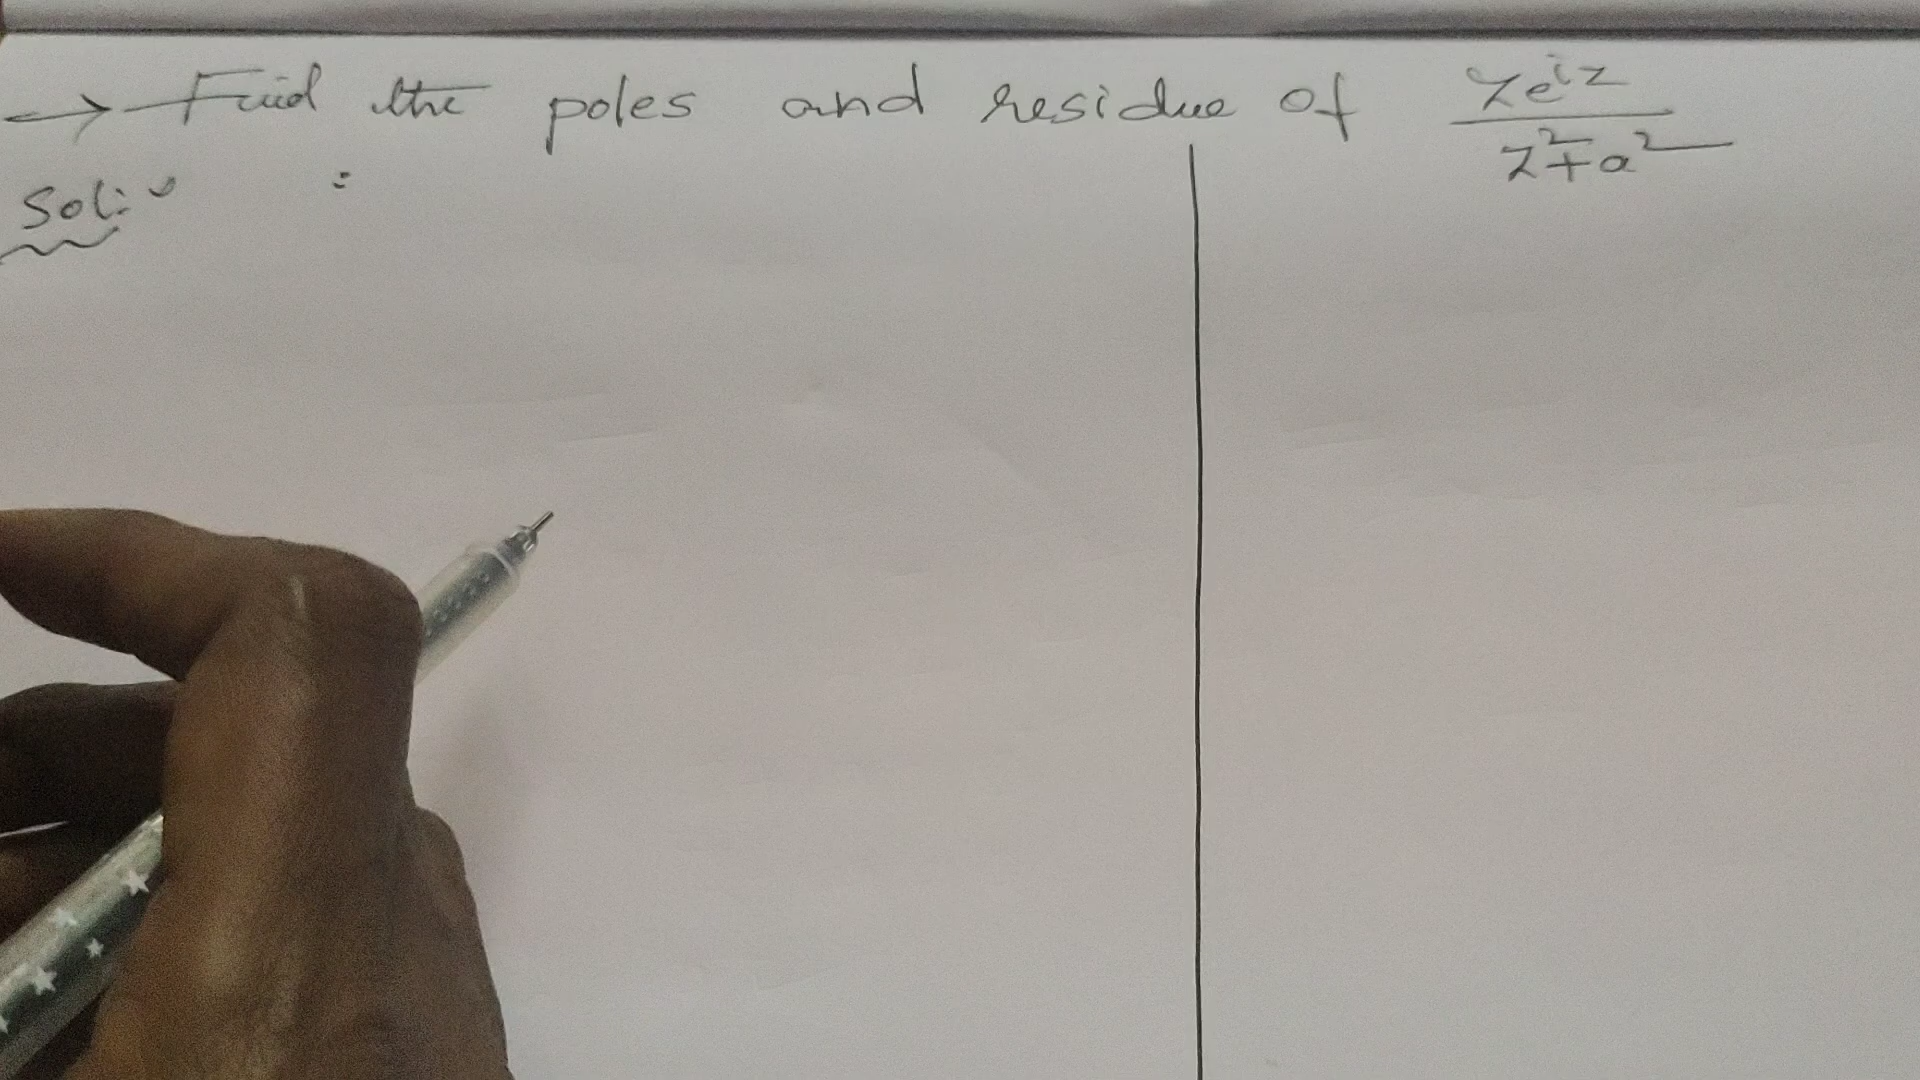 → Find the poles and residue of ze^{iz}/(z²+a²)
Sol: